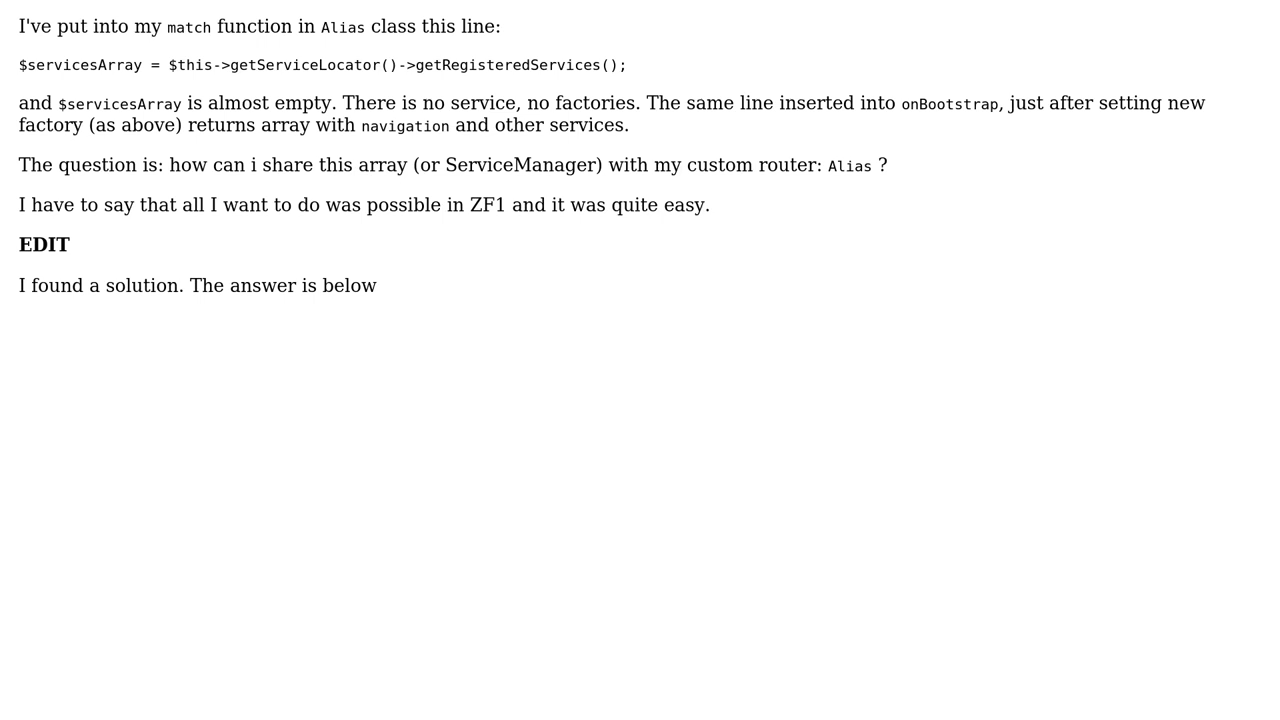 I've put into my match function in Alias class this line:
$servicesArray = $this->getServiceLocator()->getRegisteredServices();
and $servicesArray is almost empty. There is no service, no factories. The same line inserted into onBootstrap, just after setting new
factory (as above) returns array with navigation and other services.
The question is: how can i share this array (or ServiceManager) with my custom router: Alias ?
I have to say that all I want to do was possible in ZF1 and it was quite easy.
EDIT
I found a solution. The answer is below